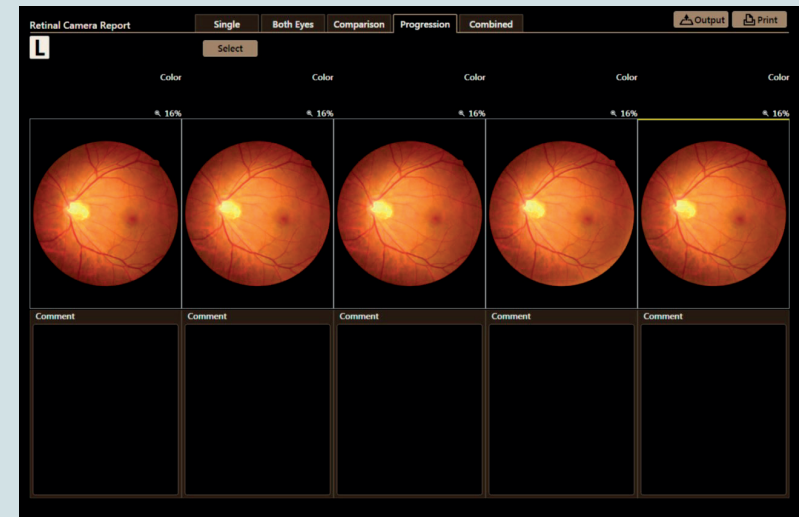 Retinal Camera Report
Single Both Eyes Comparison Progression Combined
Output Print
L
Select
Color Color Color Color Color
16% 16% 16% 16% 16%
Comment Comment Comment Comment Comment